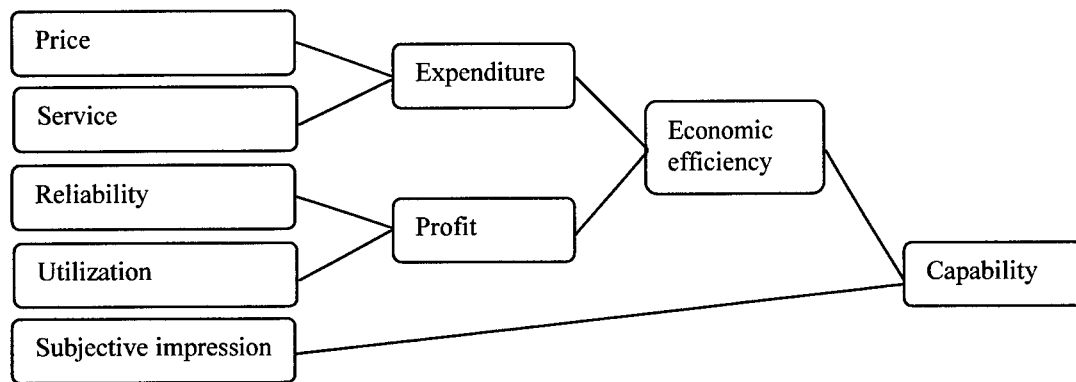 Price
Service
Reliability
Utilization
Subjective impression
Expenditure
Profit
Economic
efficiency
Capability